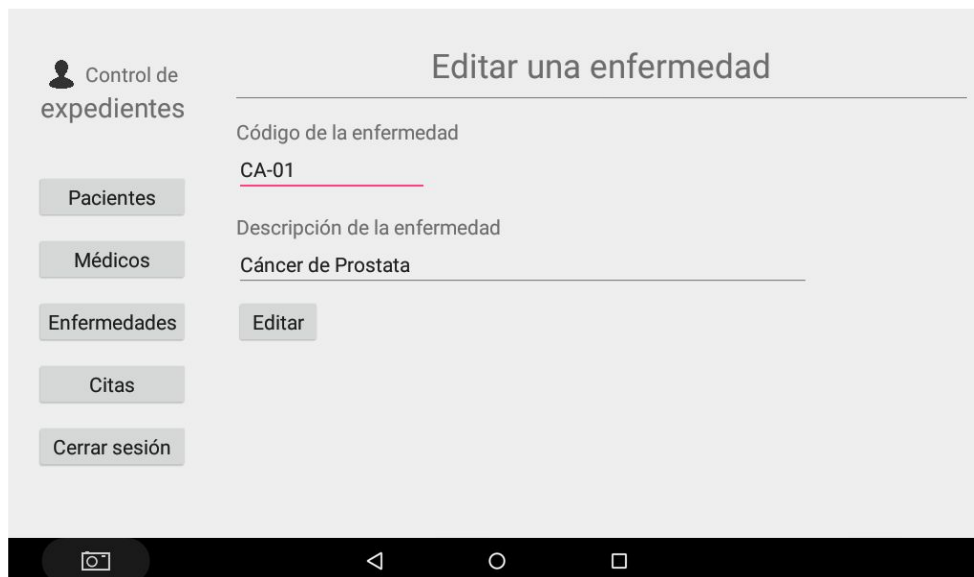 Control de
expedientes
Pacientes
Médicos
Enfermedades
Citas
Cerrar sesión
Editar una enfermedad
Código de la enfermedad
CA-01
Descripción de la enfermedad
Cáncer de Prostata
Editar